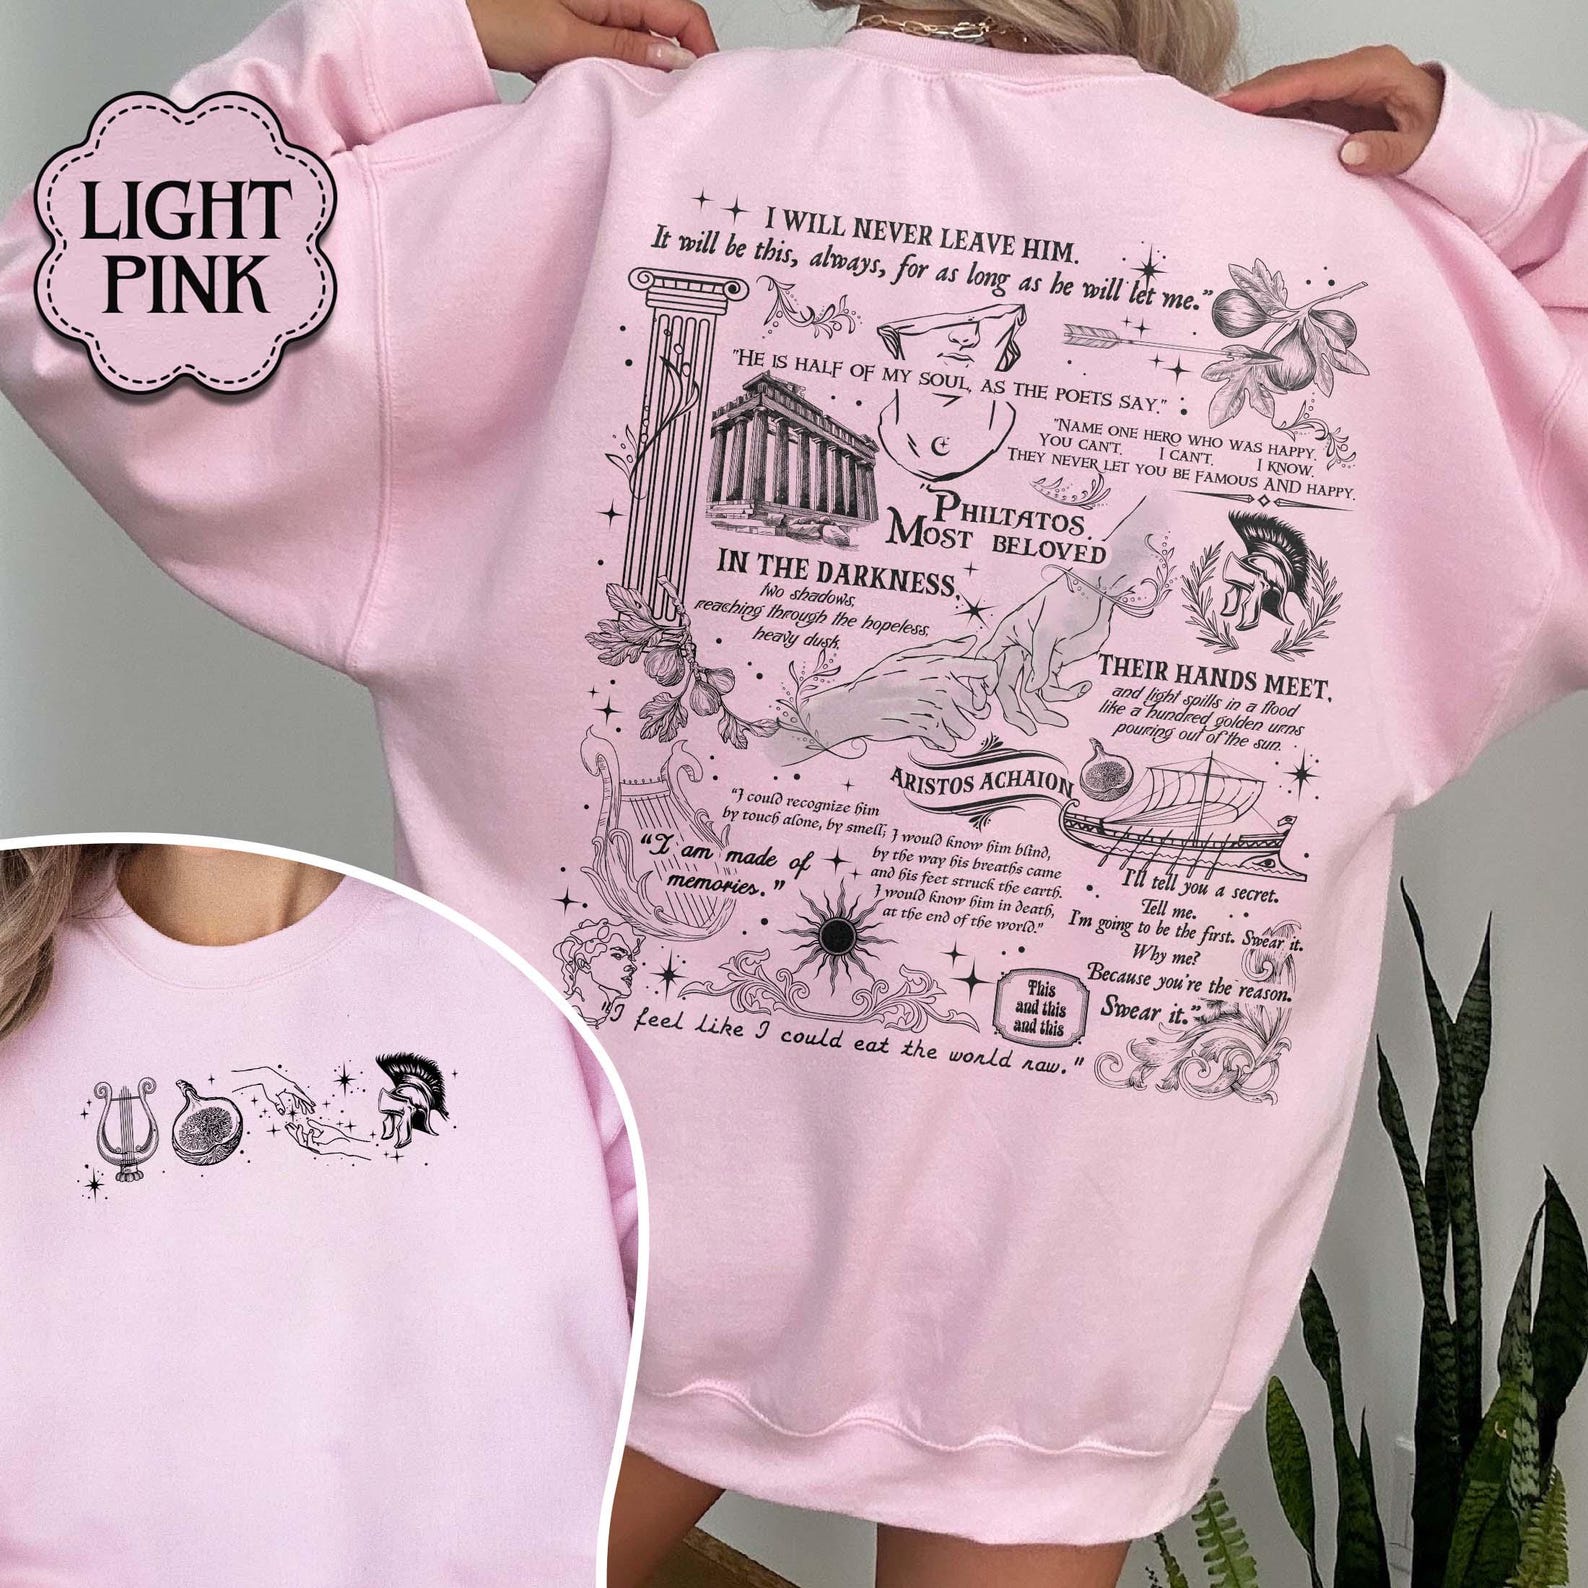 LIGHT
PINK
I WILL NEVER LEAVE HIM.
It will be this, always, for as long as he will let me."
"HE IS HALF OF MY SOUL, AS THE POETS SAY."
"NAME ONE HERO WHO WAS HAPPY.
YOU CAN'T. I CAN'T. I KNOW.
THEY NEVER LET YOU BE FAMOUS AND HAPPY.
"PHILTATOS.
MOST BELOVED
IN THE DARKNESS,
two shadows,
reaching through the hopeless,
heavy dusk.
THEIR HANDS MEET,
and light spills in a flood
like a hundred golden urns
pouring out of the sun.
ARISTOS ACHAION
"I could recognize him
by touch alone, by smell; I would know him blind,
by the way his breaths came
and his feet struck the earth.
I would know him in death,
at the end of the world."
"I am made of
memories."
I'll tell you a secret.
Tell me.
I'm going to be the first. Swear it.
Why me?
Because you're the reason.
Swear it."
This
and this
and this
"I feel like I could eat the world raw."